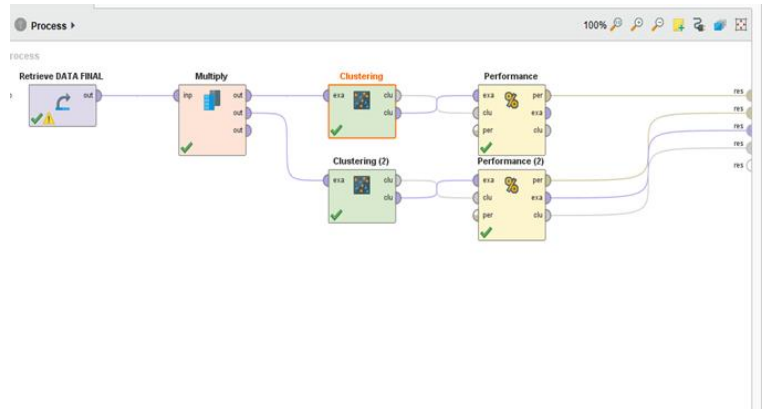 Process
100%
rocess
Retrieve DATA FINAL
Multiply
Clustering
Performance
out
inp
out
out
out
exa
clu
clu
exa
clu
per
per
exa
clu
res
res
res
res
res
Clustering (2)
Performance (2)
exa
clu
clu
exa
clu
per
per
exa
clu